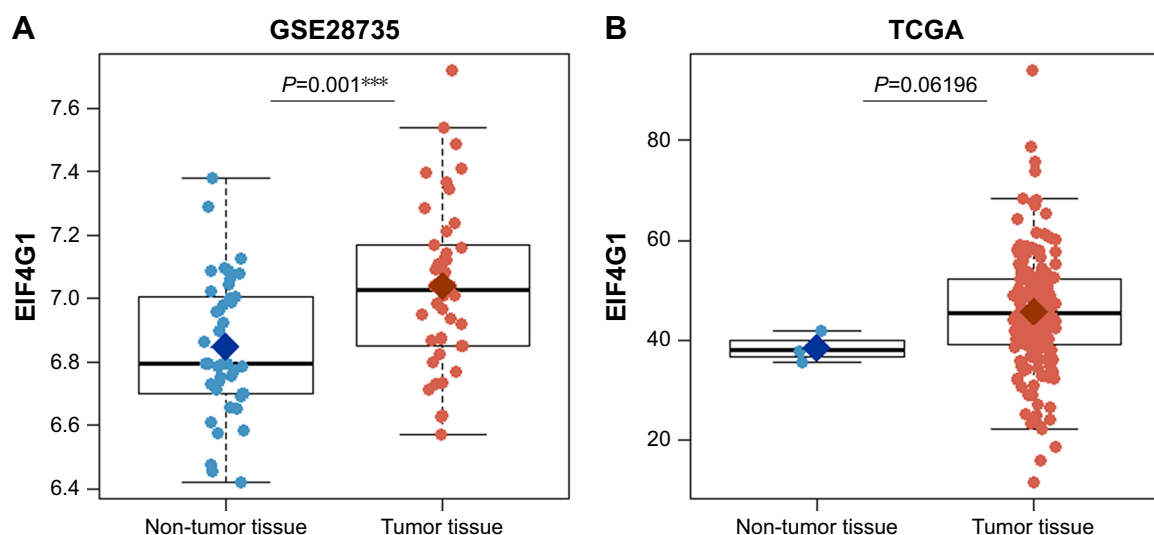 A
GSE28735
P=0.001***
EIF4G1
7.6
7.4
7.2
7.0
6.8
6.6
6.4
Non-tumor tissue
Tumor tissue
B
TCGA
P=0.06196
EIF4G1
80
60
40
20
Non-tumor tissue
Tumor tissue